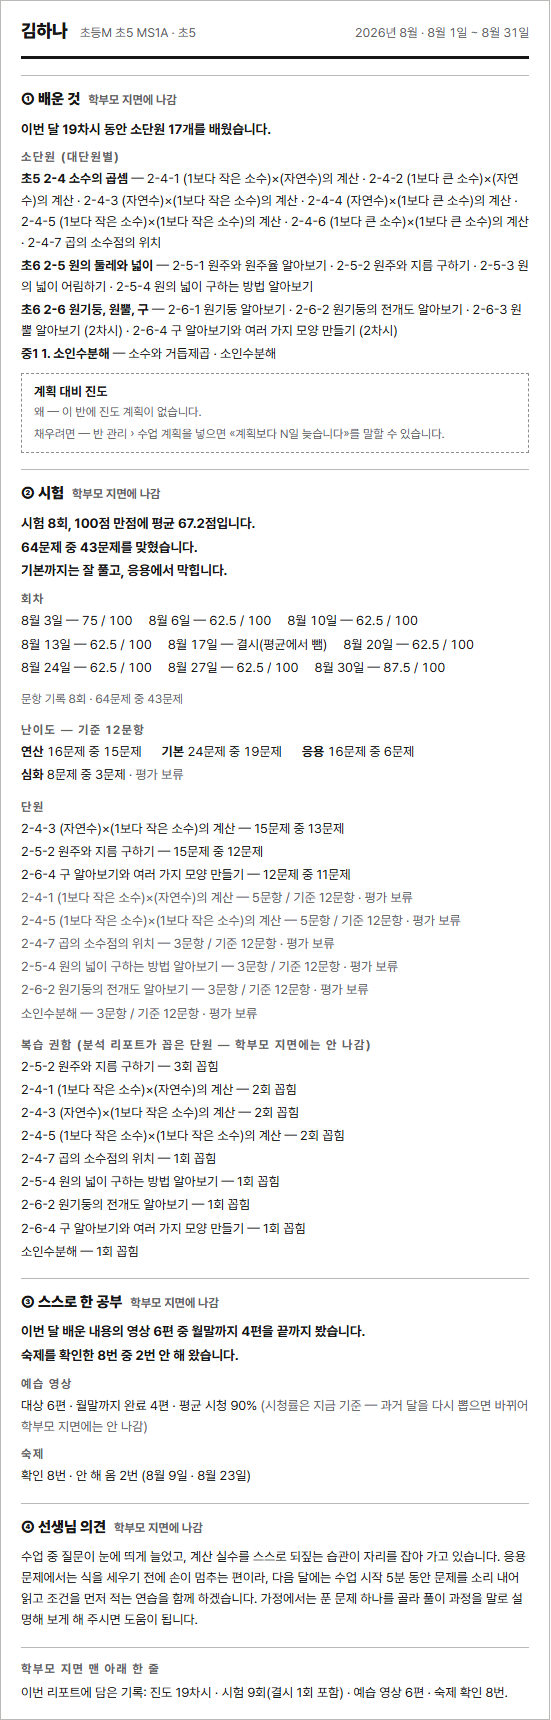 김하나 초등M 초5 MS1A · 초5 2026년 8월 · 8월 1일 ~ 8월 31일
① 배운 것 학부모 지면에 나감
이번 달 19차시 동안 소단원 17개를 배웠습니다.
소단원 (대단원별)
초5 2-4 소수의 곱셈 — 2-4-1 (1보다 작은 소수)×(자연수)의 계산 · 2-4-2 (1보다 큰 소수)×(자연
수)의 계산 · 2-4-3 (자연수)×(1보다 작은 소수)의 계산 · 2-4-4 (자연수)×(1보다 큰 소수)의 계산 ·
2-4-5 (1보다 작은 소수)×(1보다 작은 소수)의 계산 · 2-4-6 (1보다 큰 소수)×(1보다 큰 소수)의 계산
· 2-4-7 곱의 소수점의 위치
초6 2-5 원의 둘레와 넓이 — 2-5-1 원주와 원주율 알아보기 · 2-5-2 원주와 지름 구하기 · 2-5-3 원
의 넓이 어림하기 · 2-5-4 원의 넓이 구하는 방법 알아보기
초6 2-6 원기둥, 원뿔, 구 — 2-6-1 원기둥 알아보기 · 2-6-2 원기둥의 전개도 알아보기 · 2-6-3 원
뿔 알아보기 (2차시) · 2-6-4 구 알아보기와 여러 가지 모양 만들기 (2차시)
중1 1. 소인수분해 — 소수와 거듭제곱 · 소인수분해
계획 대비 진도
왜 — 이 반에 진도 계획이 없습니다.
채우려면 — 반 관리 › 수업 계획을 넣으면 «계획보다 N일 늦습니다»를 말할 수 있습니다.
② 시험 학부모 지면에 나감
시험 8회, 100점 만점에 평균 67.2점입니다.
64문제 중 43문제를 맞혔습니다.
기본까지는 잘 풀고, 응용에서 막힙니다.
회차
8월 3일 — 75 / 100 8월 6일 — 62.5 / 100 8월 10일 — 62.5 / 100
8월 13일 — 62.5 / 100 8월 17일 — 결시(평균에서 뺌) 8월 20일 — 62.5 / 100
8월 24일 — 62.5 / 100 8월 27일 — 62.5 / 100 8월 30일 — 87.5 / 100
문항 기록 8회 · 64문제 중 43문제
난이도 — 기준 12문항
연산 16문제 중 15문제 기본 24문제 중 19문제 응용 16문제 중 6문제
심화 8문제 중 3문제 · 평가 보류
단원
2-4-3 (자연수)×(1보다 작은 소수)의 계산 — 15문제 중 13문제
2-5-2 원주와 지름 구하기 — 15문제 중 12문제
2-6-4 구 알아보기와 여러 가지 모양 만들기 — 12문제 중 11문제
2-4-1 (1보다 작은 소수)×(자연수)의 계산 — 5문항 / 기준 12문항 · 평가 보류
2-4-5 (1보다 작은 소수)×(1보다 작은 소수)의 계산 — 5문항 / 기준 12문항 · 평가 보류
2-4-7 곱의 소수점의 위치 — 3문항 / 기준 12문항 · 평가 보류
2-5-4 원의 넓이 구하는 방법 알아보기 — 3문항 / 기준 12문항 · 평가 보류
2-6-2 원기둥의 전개도 알아보기 — 3문항 / 기준 12문항 · 평가 보류
소인수분해 — 3문항 / 기준 12문항 · 평가 보류
복습 권함 (분석 리포트가 꼽은 단원 — 학부모 지면에는 안 나감)
2-5-2 원주와 지름 구하기 — 3회 꼽힘
2-4-1 (1보다 작은 소수)×(자연수)의 계산 — 2회 꼽힘
2-4-3 (자연수)×(1보다 작은 소수)의 계산 — 2회 꼽힘
2-4-5 (1보다 작은 소수)×(1보다 작은 소수)의 계산 — 2회 꼽힘
2-4-7 곱의 소수점의 위치 — 1회 꼽힘
2-5-4 원의 넓이 구하는 방법 알아보기 — 1회 꼽힘
2-6-2 원기둥의 전개도 알아보기 — 1회 꼽힘
2-6-4 구 알아보기와 여러 가지 모양 만들기 — 1회 꼽힘
소인수분해 — 1회 꼽힘
③ 스스로 한 공부 학부모 지면에 나감
이번 달 배운 내용의 영상 6편 중 월말까지 4편을 끝까지 봤습니다.
숙제를 확인한 8번 중 2번 안 해 왔습니다.
예습 영상
대상 6편 · 월말까지 완료 4편 · 평균 시청 90% (시청률은 지금 기준 — 과거 달을 다시 뽑으면 바뀌어
학부모 지면에는 안 나감)
숙제
확인 8번 · 안 해 옴 2번 (8월 9일 · 8월 23일)
④ 선생님 의견 학부모 지면에 나감
수업 중 질문이 눈에 띄게 늘었고, 계산 실수를 스스로 되짚는 습관이 자리를 잡아 가고 있습니다. 응용
문제에서는 식을 세우기 전에 손이 멈추는 편이라, 다음 달에는 수업 시작 5분 동안 문제를 소리 내어
읽고 조건을 먼저 적는 연습을 함께 하겠습니다. 가정에서는 푼 문제 하나를 골라 풀이 과정을 말로 설
명해 보게 해 주시면 도움이 됩니다.
학부모 지면 맨 아래 한 줄
이번 리포트에 담은 기록: 진도 19차시 · 시험 9회(결시 1회 포함) · 예습 영상 6편 · 숙제 확인 8번.